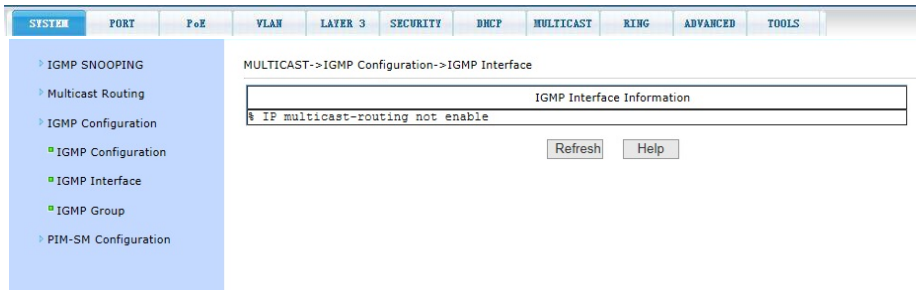 SYSTEM PORT PoE VLAN LAYER 3 SECURITY DHCP MULTICAST RING ADVANCED TOOLS
IGMP SNOOPING
Multicast Routing
IGMP Configuration
IGMP Configuration
IGMP Interface
IGMP Group
PIM-SM Configuration
MULTICAST->IGMP Configuration->IGMP Interface
IGMP Interface Information
% IP multicast-routing not enable
Refresh Help